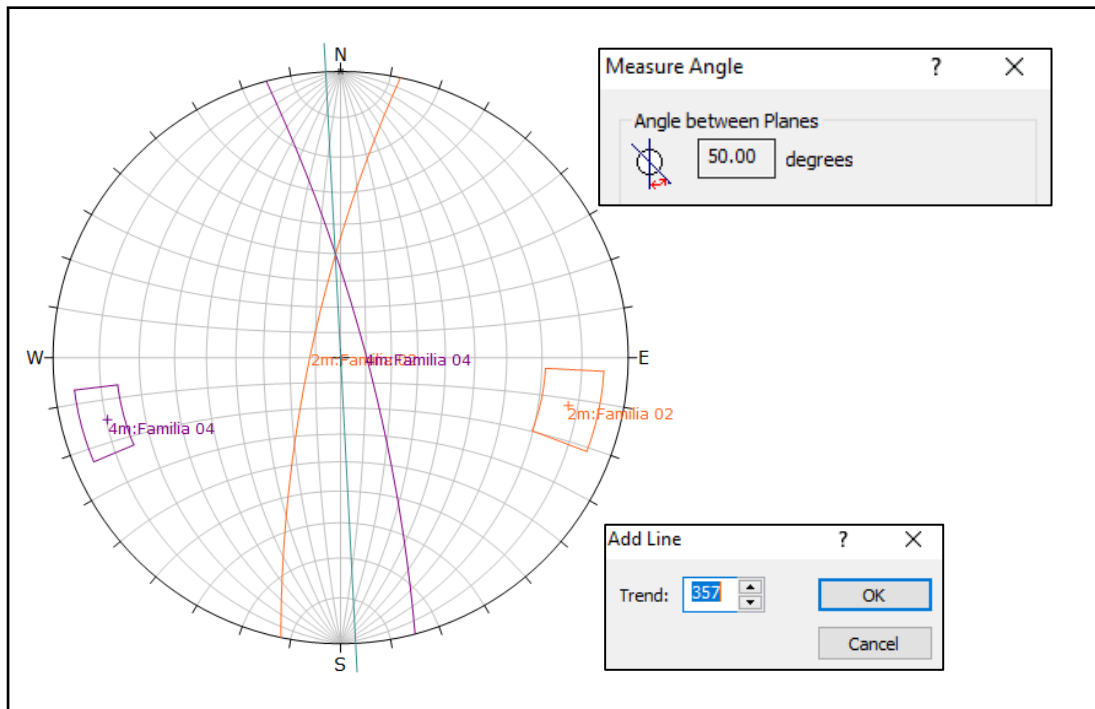 N
W
E
S
2m:Familia 02
4m:Familia 04
4m:Familia 04
2m:Familia 02
Measure Angle ? X
Angle between Planes
50.00 degrees
Add Line ? X
Trend: 357 OK
Cancel